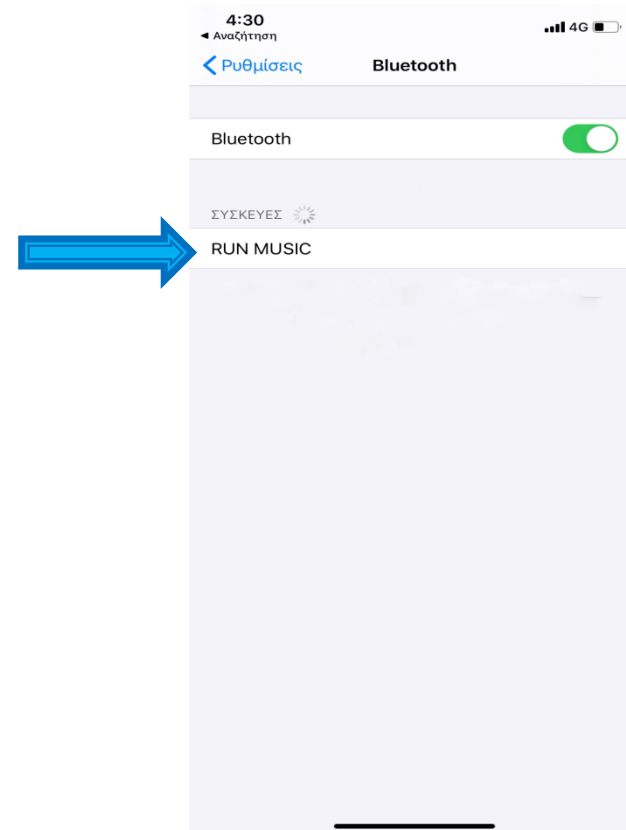 4:30
4G
◀ Αναζήτηση
Ρυθμίσεις
Bluetooth
Bluetooth
ΣΥΣΚΕΥΕΣ
RUN MUSIC